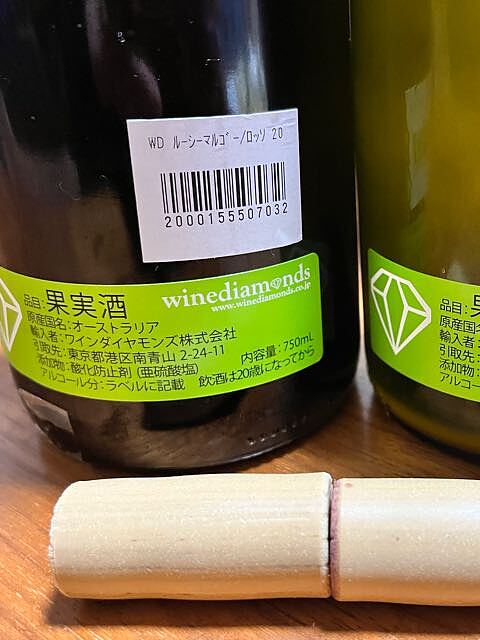 WD ルーシーマルゴー/ロッソ 20
2000155507032
winediamonds
www.winediamonds.co.jp
品目:果実酒
原産国名:オーストラリア
輸入者:ワインダイヤモンズ株式会社
引取先:東京都港区南青山 2-24-11
内容量:750mL
添加物:酸化防止剤 (亜硫酸塩)
アルコール分:ラベルに記載 飲酒は20歳になってから
品目:果
原産国名
輸入者:
引取先:
添加物:
アルコー